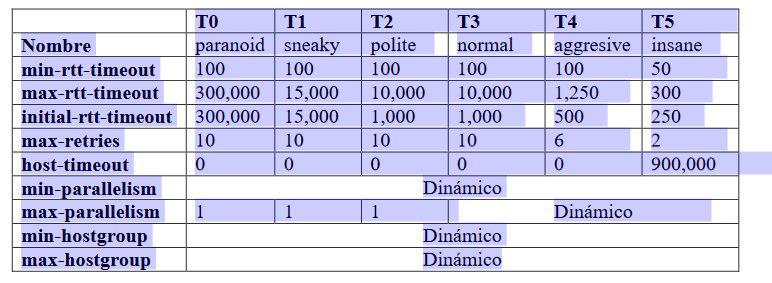 T0 T1 T2 T3 T4 T5
Nombre paranoid sneaky polite normal aggresive insane
min-rtt-timeout 100 100 100 100 100 50
max-rtt-timeout 300,000 15,000 10,000 10,000 1,250 300
initial-rtt-timeout 300,000 15,000 1,000 1,000 500 250
max-retries 10 10 10 10 6 2
host-timeout 0 0 0 0 0 900,000
min-parallelism Dinámico
max-parallelism 1 1 1 Dinámico
min-hostgroup Dinámico
max-hostgroup Dinámico